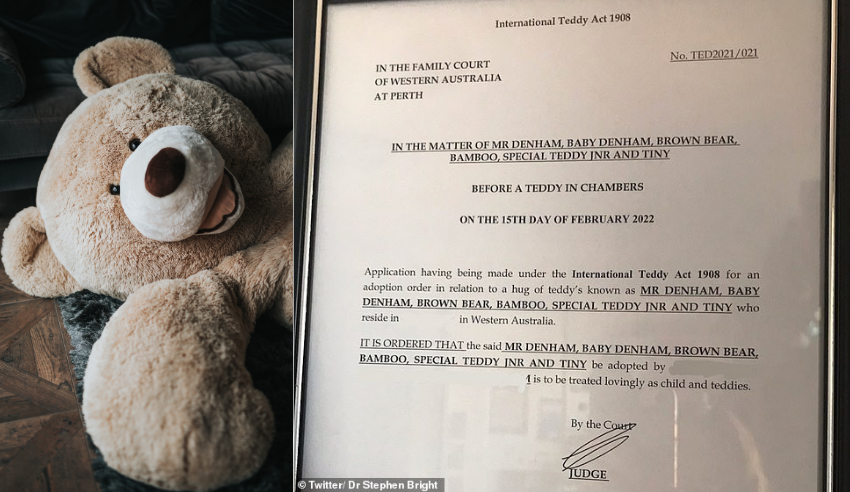 International Teddy Act 1908
No. TED2021/021
IN THE FAMILY COURT
OF WESTERN AUSTRALIA
AT PERTH
IN THE MATTER OF MR DENHAM, BABY DENHAM, BROWN BEAR,
BAMBOO, SPECIAL TEDDY JNR AND TINY
BEFORE A TEDDY IN CHAMBERS
ON THE 15TH DAY OF FEBRUARY 2022
Application having being made under the International Teddy Act 1908 for an
adoption order in relation to a hug of teddy's known as MR DENHAM, BABY
DENHAM, BROWN BEAR, BAMBOO, SPECIAL TEDDY JNR AND TINY who
reside in in Western Australia.
IT IS ORDERED THAT the said MR DENHAM, BABY DENHAM, BROWN BEAR,
BAMBOO, SPECIAL TEDDY JNR AND TINY be adopted by
is to be treated lovingly as child and teddies.
By the Court
JUDGE
© Twitter/ Dr Stephen Bright